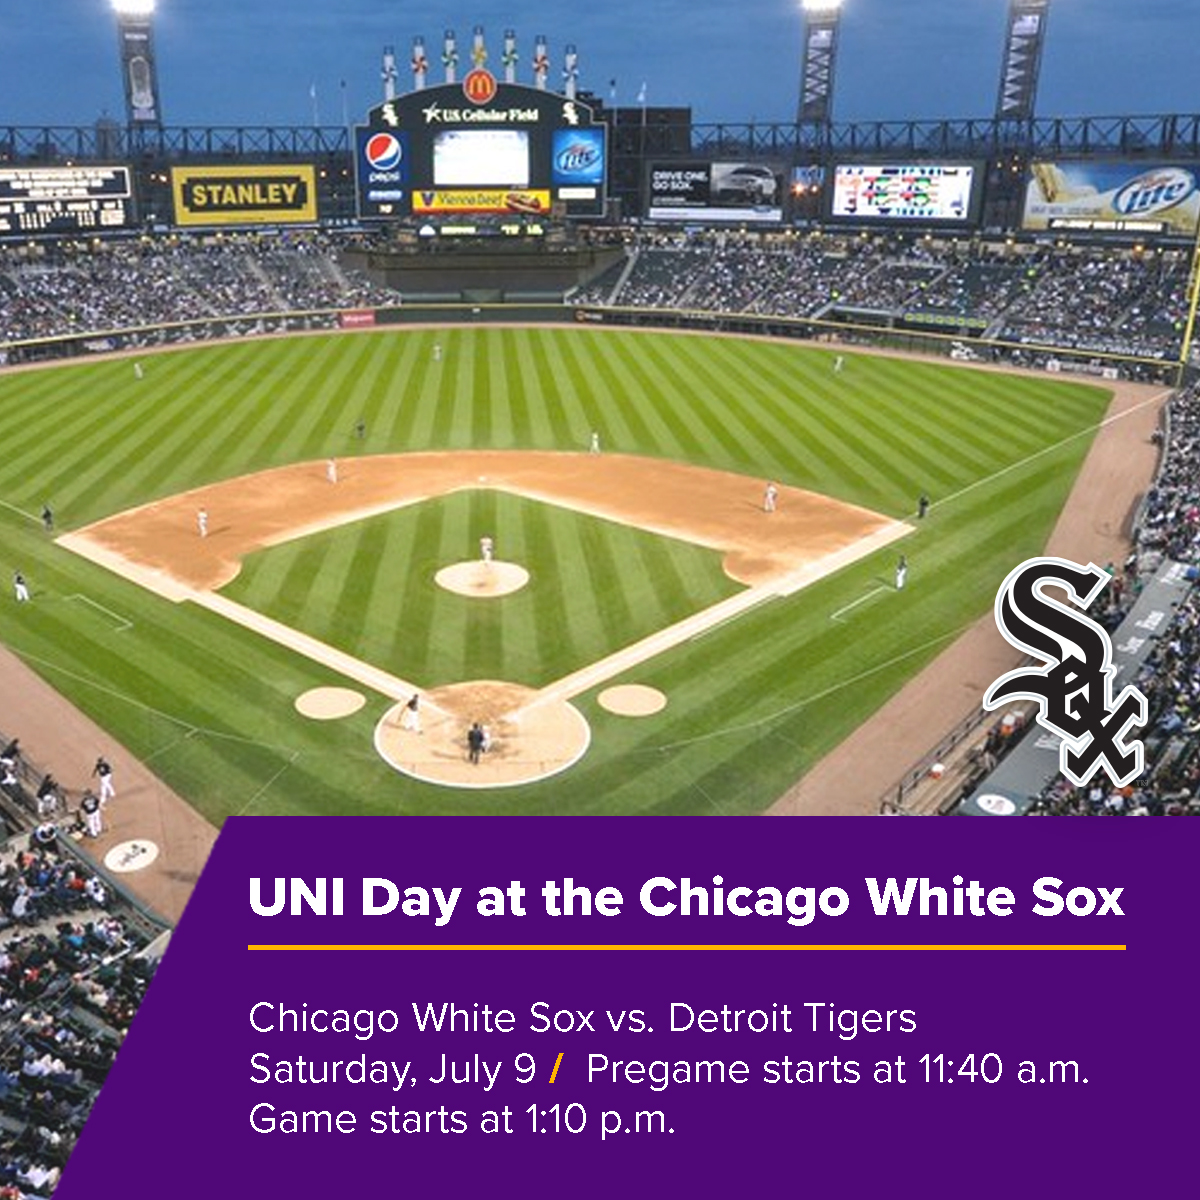 U.S. Cellular Field
pepsi
Lite
STANLEY
Vienna Beef
DRIVE ONE.
GO SOX.
Lite
Sox
UNI Day at the Chicago White Sox
Chicago White Sox vs. Detroit Tigers
Saturday, July 9 / Pregame starts at 11:40 a.m.
Game starts at 1:10 p.m.